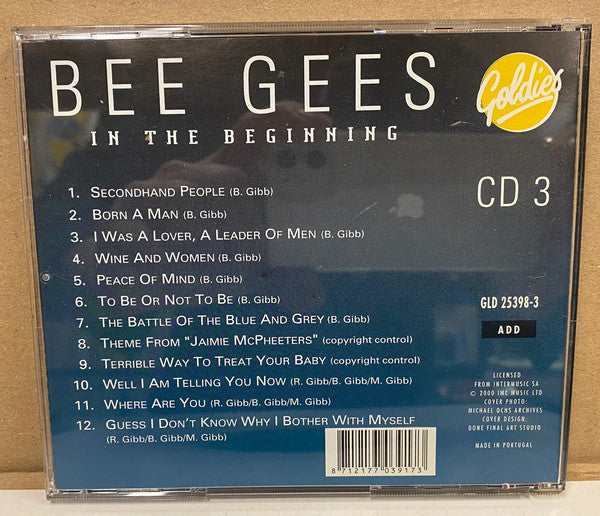 BEE GEES
IN THE BEGINNING
Goldies
CD 3
1. SECONDHAND PEOPLE (B. Gibb)
2. BORN A MAN (B. Gibb)
3. I WAS A LOVER, A LEADER OF MEN (B. Gibb)
4. WINE AND WOMEN (B. Gibb)
5. PEACE OF MIND (B. Gibb)
6. TO BE OR NOT TO BE (B. Gibb)
7. THE BATTLE OF THE BLUE AND GREY (B. Gibb)
8. THEME FROM "JAIMIE MCPHEETERS" (copyright control)
9. TERRIBLE WAY TO TREAT YOUR BABY (copyright control)
10. WELL I AM TELLING YOU NOW (R. Gibb/B. Gibb/M. Gibb)
11. WHERE ARE YOU (R. Gibb/B. Gibb/M. Gibb)
12. GUESS I DON'T KNOW WHY I BOTHER WITH MYSELF
(R. Gibb/B. Gibb/M. Gibb)
GLD 25398-3
ADD
LICENSED
FROM INTERMUSIC SA
© 2000 IMC MUSIC LTD
COVER PHOTO:
MICHAEL OCHS ARCHIVES
COVER DESIGN:
DONE FINAL ART STUDIO
MADE IN PORTUGAL
8 712177 039173